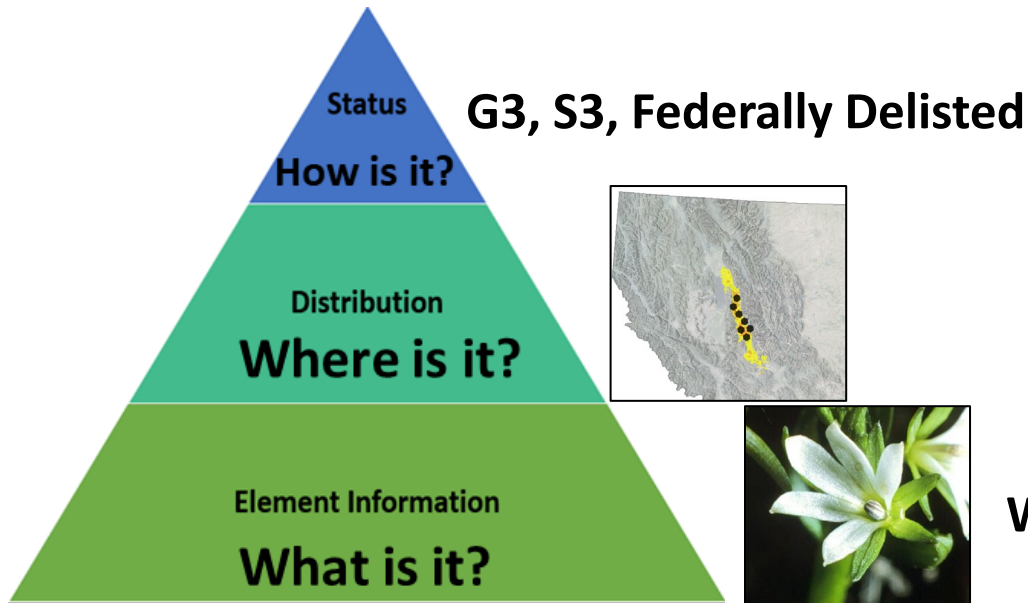 Status
G3, S3, Federally Delisted
How is it?
Distribution
Where is it?
Element Information
What is it?